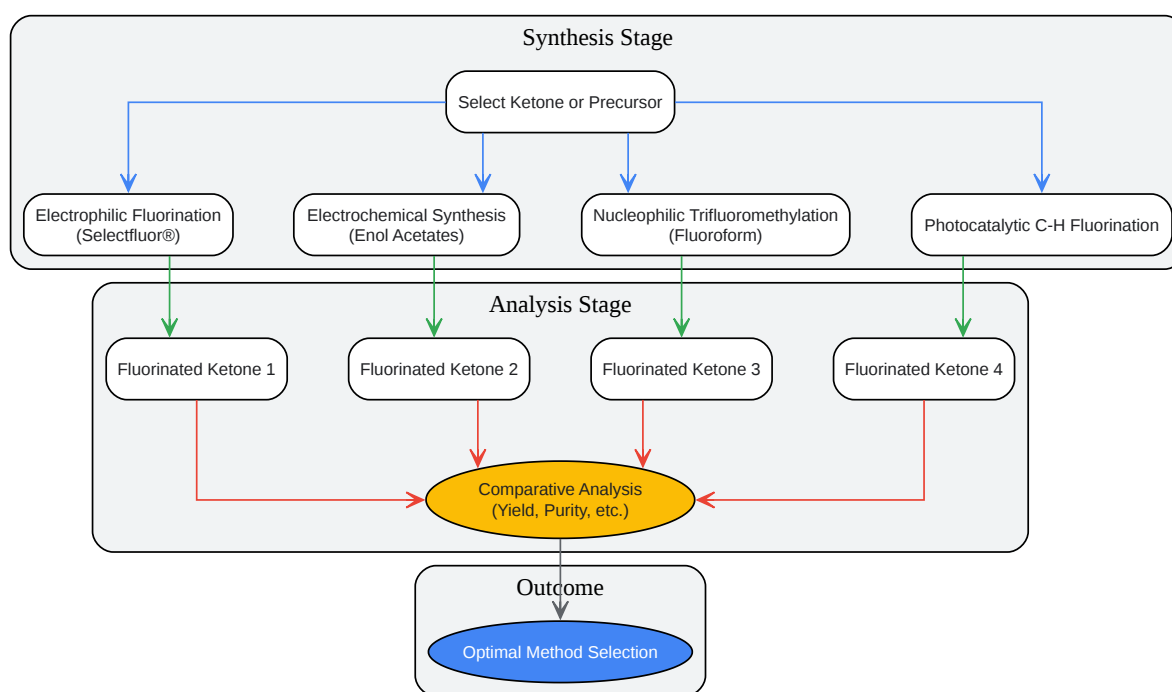 Synthesis Stage
Select Ketone or Precursor
Electrophilic Fluorination
(Selectfluor®)
Electrochemical Synthesis
(Enol Acetates)
Nucleophilic Trifluoromethylation
(Fluoroform)
Photocatalytic C-H Fluorination
Analysis Stage
Fluorinated Ketone 1
Fluorinated Ketone 2
Fluorinated Ketone 3
Fluorinated Ketone 4
Comparative Analysis
(Yield, Purity, etc.)
Outcome
Optimal Method Selection